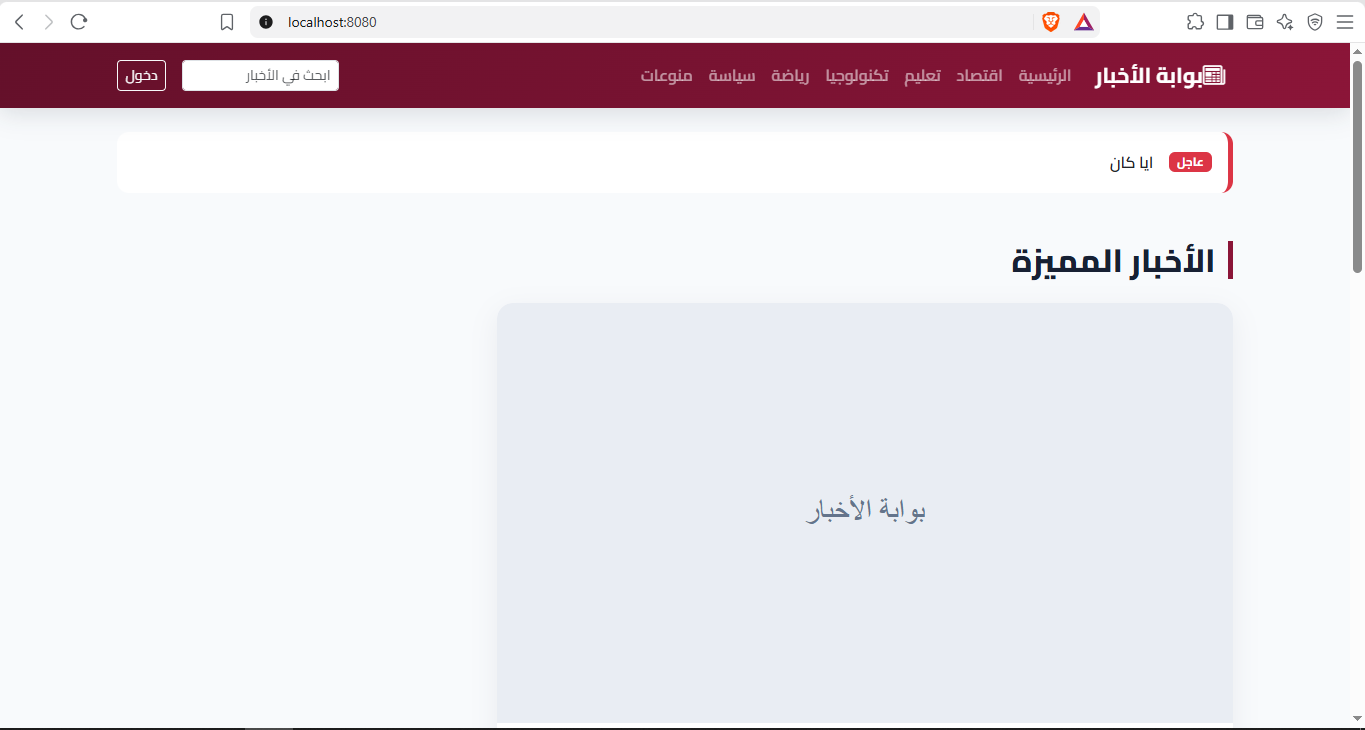 localhost:8080
بوابة الأخبار الرئيسية اقتصاد تعليم تكنولوجيا رياضة سياسة منوعات ابحث في الأخبار دخول
عاجل ايا كان
الأخبار المميزة
بوابة الأخبار